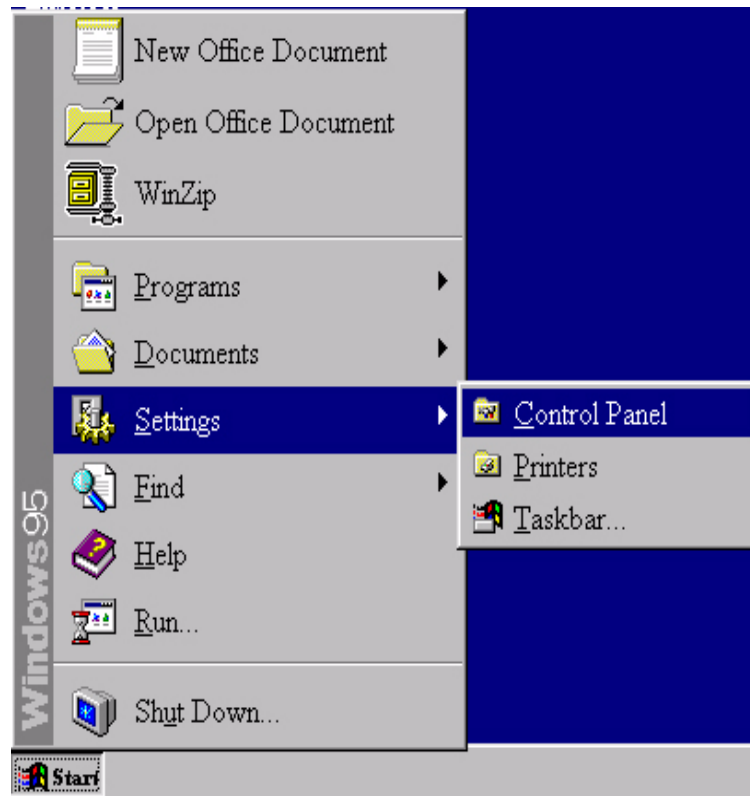 New Office Document
Open Office Document
WinZip
Programs
Documents
Settings
Find
Help
Run...
Shut Down...
Control Panel
Printers
Taskbar...
Windows95
Start